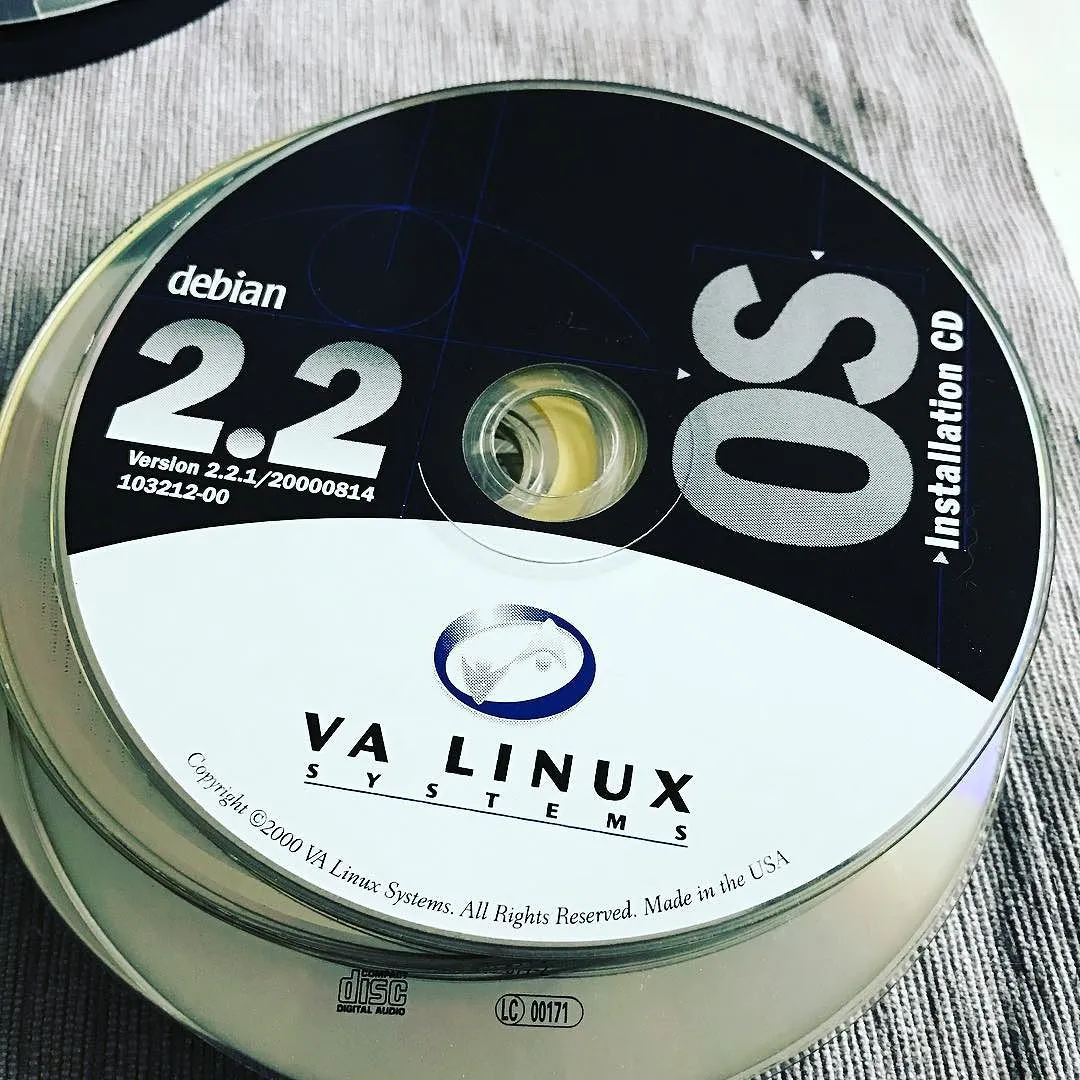 debian
2.2
Version 2.2.1/20000814
103212-00
OS
Installation CD
VA LINUX
SYSTEMS
Copyright ©2000 VA Linux Systems. All Rights Reserved. Made in the USA
COMPACT
disc
DIGITAL AUDIO
LC 00171